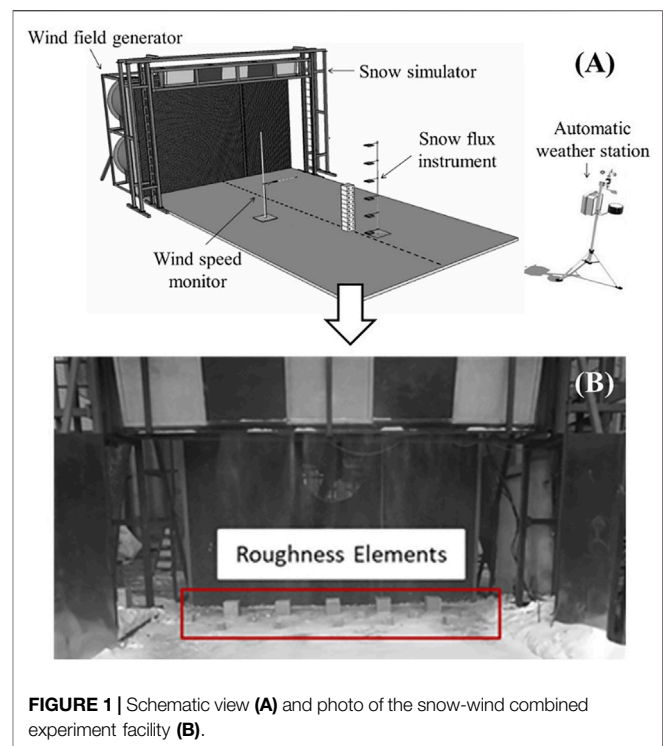 Wind field generator
Snow simulator
(A)
Snow flux
instrument
Automatic
weather station
Wind speed
monitor
(B)
Roughness Elements
FIGURE 1 | Schematic view (A) and photo of the snow-wind combined
experiment facility (B).